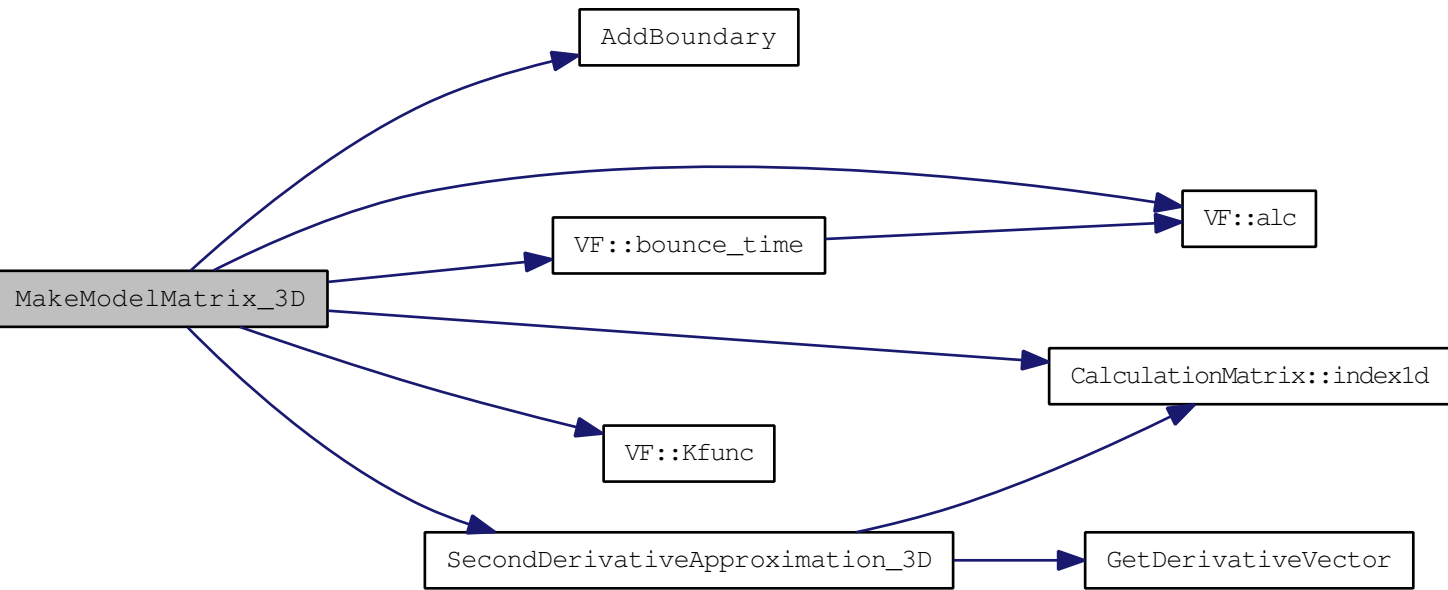 AddBoundary
VF::alc
VF::bounce_time
MakeModelMatrix_3D
CalculationMatrix::index1d
VF::Kfunc
SecondDerivativeApproximation_3D
GetDerivativeVector